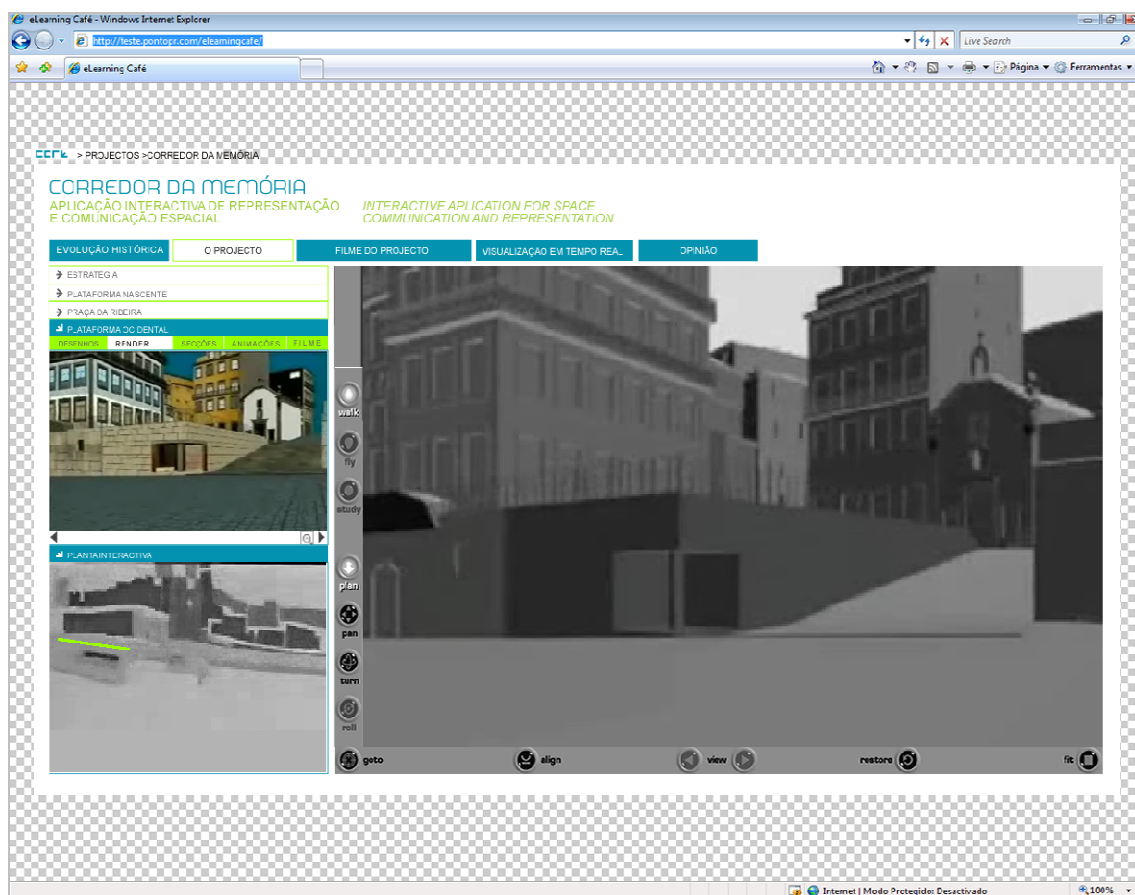 eLearning Café - Windows Internet Explorer
http://teste.pontopr.com/elearningcafe/
Live Search
eLearning Café
Página
Ferramentas
> PROJECTOS >CORREDOR DA MEMÓRIA
CORREDOR DA MEMÓRIA
APLICAÇÃO INTERACTIVA DE REPRESENTAÇÃO
E COMUNICAÇÃO ESPACIAL
INTERACTIVE APLICATION FOR SPACE
COMMUNICATION AND REPRESENTATION
EVOLUÇÃO HISTÓRICA
O PROJECTO
FILME DO PROJECTO
VISUALIZAÇÃO EM TEMPO REAL
OPINIÃO
ESTRATEGIA
PLATAFORMA NASCENTE
PRAÇA DA RIBEIRA
PLATAFORMA OCIDENTAL
DESENHOS
RENDER
SECÇÕES
ANIMAÇÕES
FILME
PLANTA INTERACTIVA
walk
fly
study
plan
pan
turn
roll
goto
align
view
restore
fit
Internet | Modo Protegido: Desactivado
100%